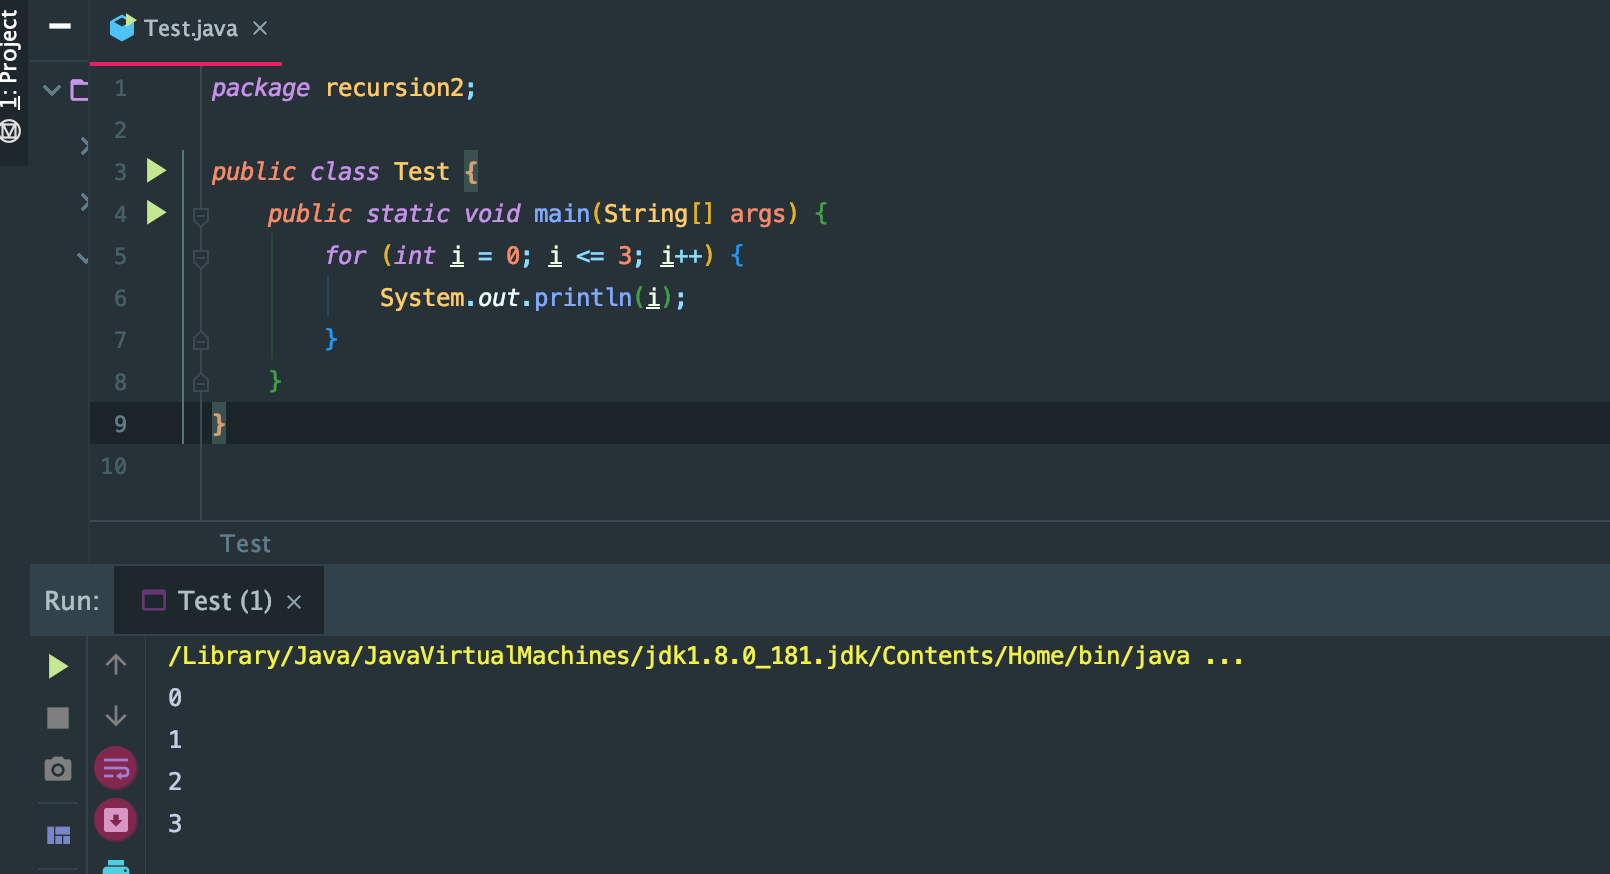 1: Project
Test.java
1 package recursion2;
2
3 public class Test {
4     public static void main(String[] args) {
5         for (int i = 0; i <= 3; i++) {
6             System.out.println(i);
7         }
8     }
9 }
10
Test
Run: Test (1)
/Library/Java/JavaVirtualMachines/jdk1.8.0_181.jdk/Contents/Home/bin/java ...
0
1
2
3